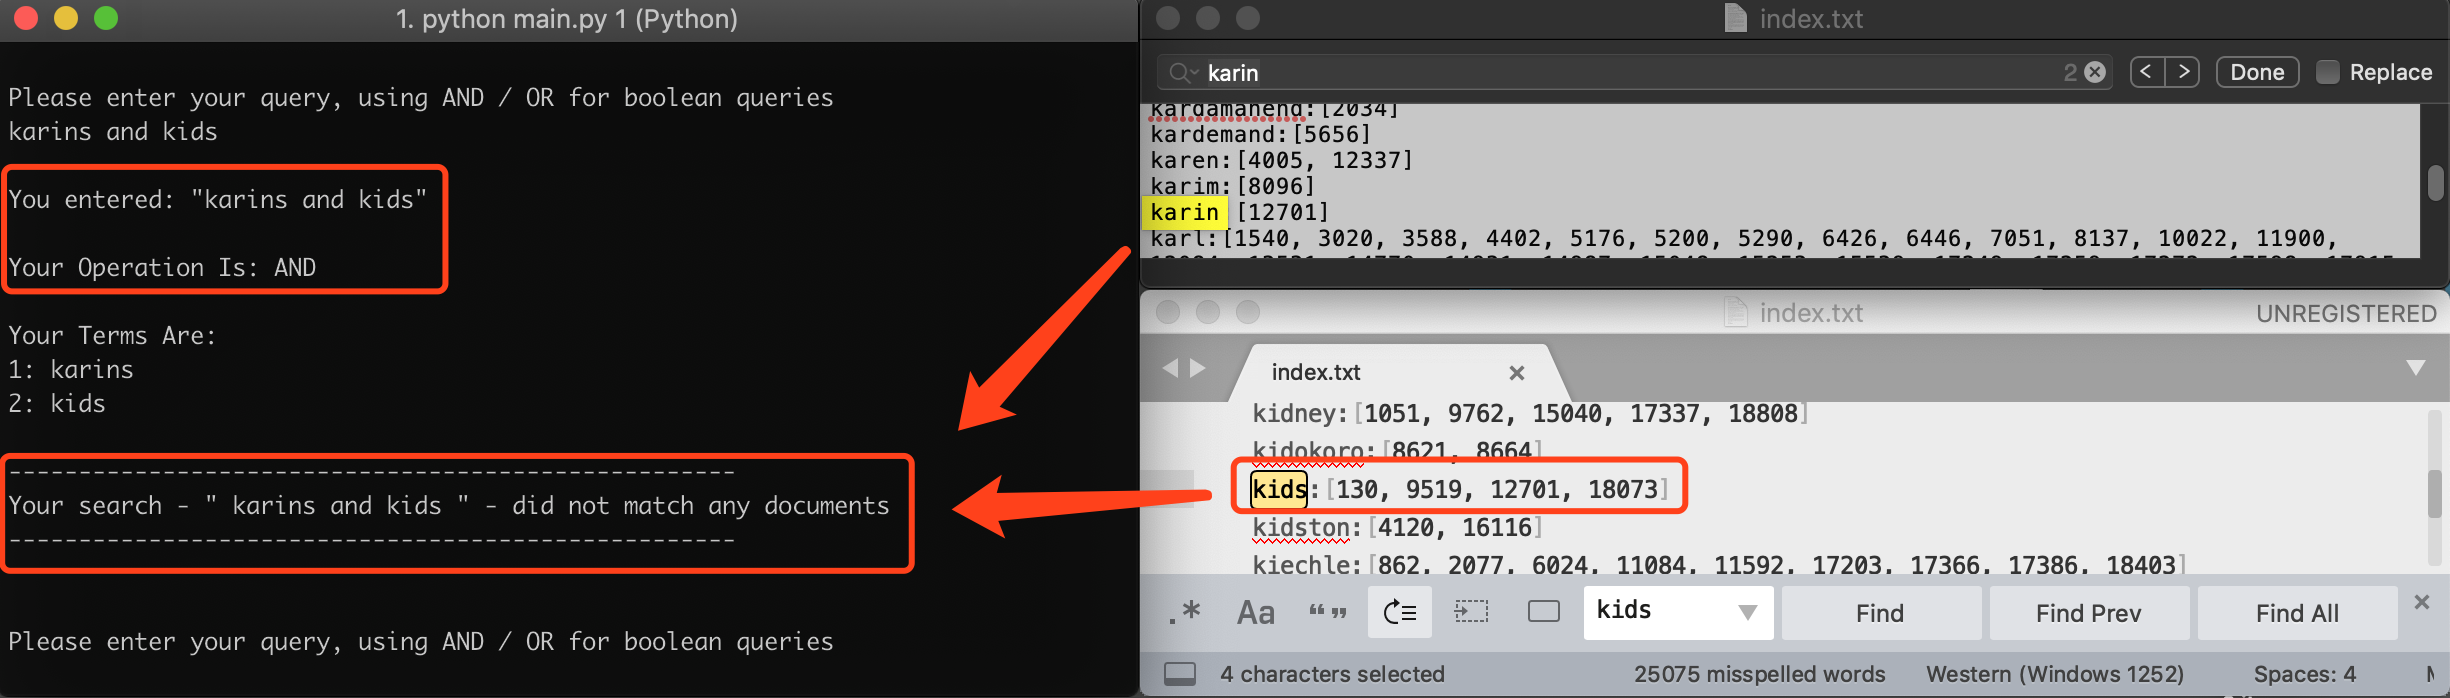 1. python main.py 1 (Python)
Please enter your query, using AND / OR for boolean queries
karins and kids
You entered: "karins and kids"
Your Operation Is: AND
Your Terms Are:
1: karins
2: kids
----------------------------------------------------
Your search - " karins and kids " - did not match any documents
----------------------------------------------------
Please enter your query, using AND / OR for boolean queries
index.txt
karin 2 Done Replace
kardamanend:[2034]
kardemand:[5656]
karen:[4005, 12337]
karim:[8096]
karin [12701]
karl:[1540, 3020, 3588, 4402, 5176, 5200, 5290, 6426, 6446, 7051, 8137, 10022, 11900,
index.txt UNREGISTERED
index.txt
kidney:[1051, 9762, 15040, 17337, 18808]
kidokoro:[8621, 8664]
kids:[130, 9519, 12701, 18073]
kidston:[4120, 16116]
kiechle:[862, 2077, 6024, 11084, 11592, 17203, 17366, 17386, 18403]
.* Aa “ ” kids Find Find Prev Find All
4 characters selected 25075 misspelled words Western (Windows 1252) Spaces: 4